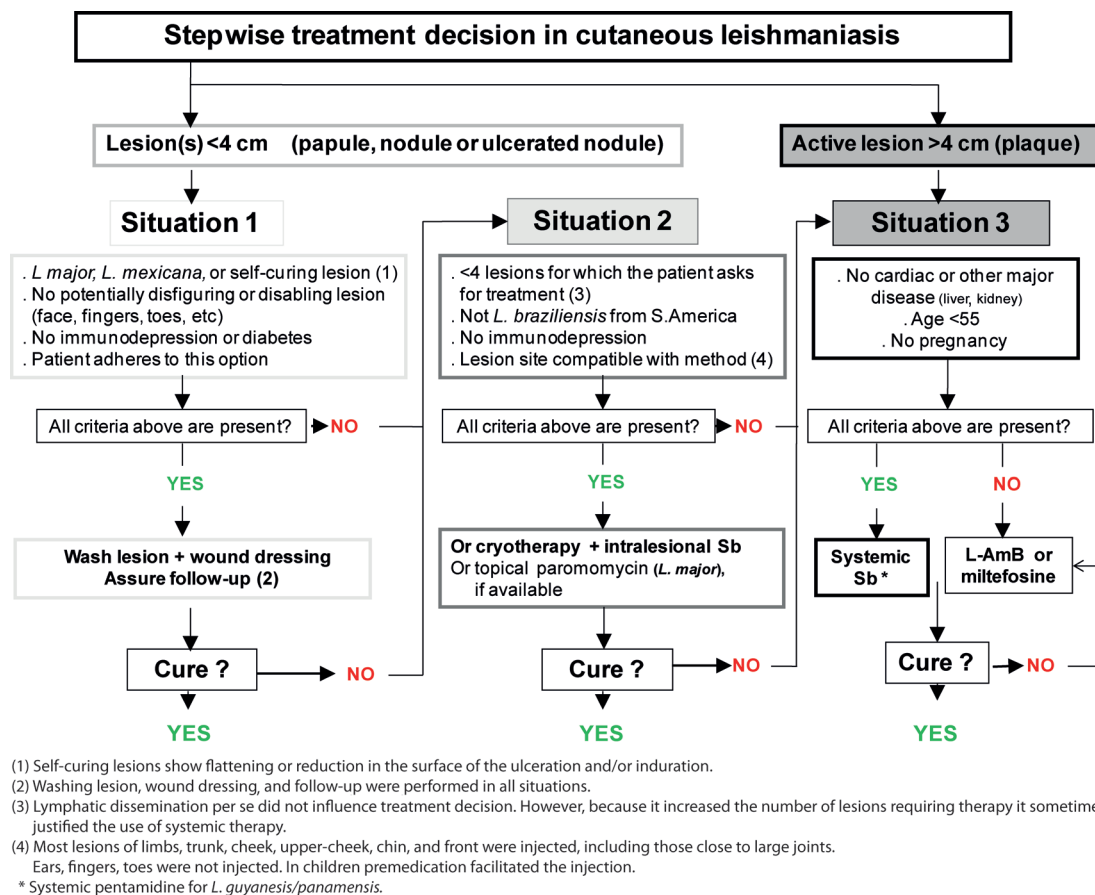 Stepwise treatment decision in cutaneous leishmaniasis
Lesion(s) <4 cm (papule, nodule or ulcerated nodule)
Active lesion >4 cm (plaque)
Situation 1
. L major, L. mexicana, or self-curing lesion (1)
. No potentially disfiguring or disabling lesion
(face, fingers, toes, etc)
. No immunodepression or diabetes
. Patient adheres to this option
All criteria above are present?
NO
YES
Wash lesion + wound dressing
Assure follow-up (2)
Cure ?
NO
YES
Situation 2
. <4 lesions for which the patient asks
for treatment (3)
. Not L. braziliensis from S.America
. No immunodepression
. Lesion site compatible with method (4)
All criteria above are present?
NO
YES
Or cryotherapy + intralesional Sb
Or topical paromomycin (L. major),
if available
Cure ?
NO
YES
Situation 3
. No cardiac or other major
disease (liver, kidney)
. Age <55
. No pregnancy
All criteria above are present?
YES
NO
Systemic
Sb *
L-AmB or
miltefosine
Cure ?
NO
YES
(1) Self-curing lesions show flattening or reduction in the surface of the ulceration and/or induration.
(2) Washing lesion, wound dressing, and follow-up were performed in all situations.
(3) Lymphatic dissemination per se did not influence treatment decision. However, because it increased the number of lesions requiring therapy it sometime
justified the use of systemic therapy.
(4) Most lesions of limbs, trunk, cheek, upper-cheek, chin, and front were injected, including those close to large joints.
Ears, fingers, toes were not injected. In children premedication facilitated the injection.
* Systemic pentamidine for L. guyanesis/panamensis.